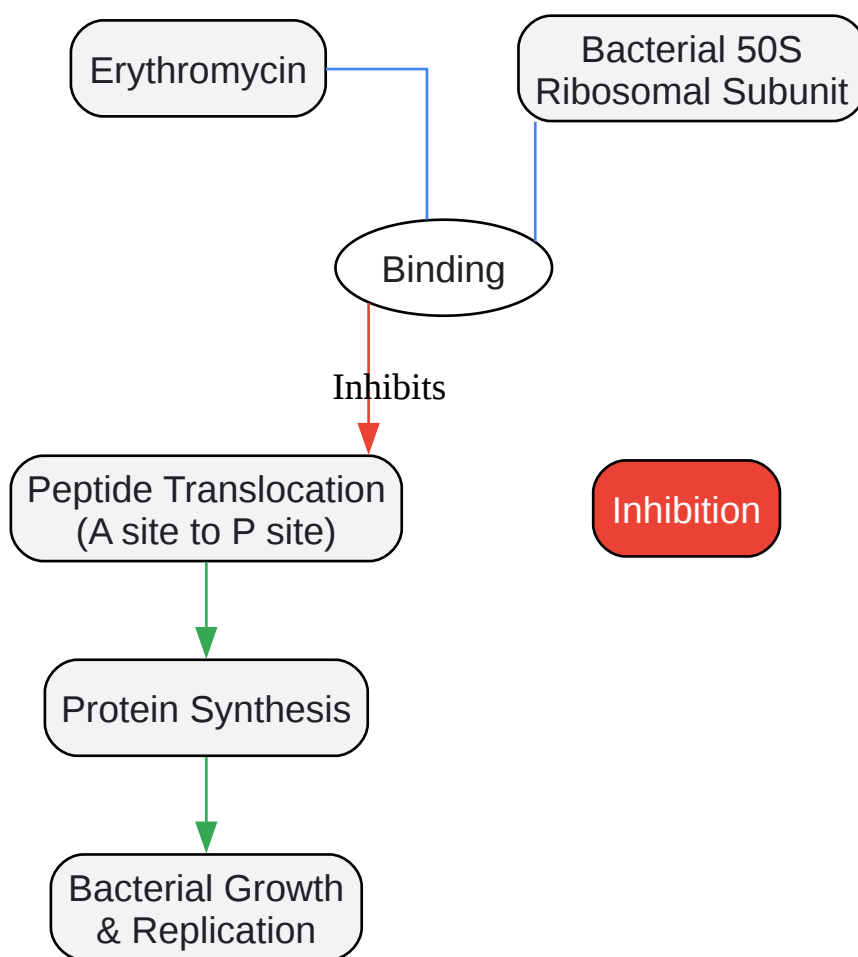 Erythromycin
Bacterial 50S
Ribosomal Subunit
Binding
Inhibits
Peptide Translocation
(A site to P site)
Inhibition
Protein Synthesis
Bacterial Growth
& Replication